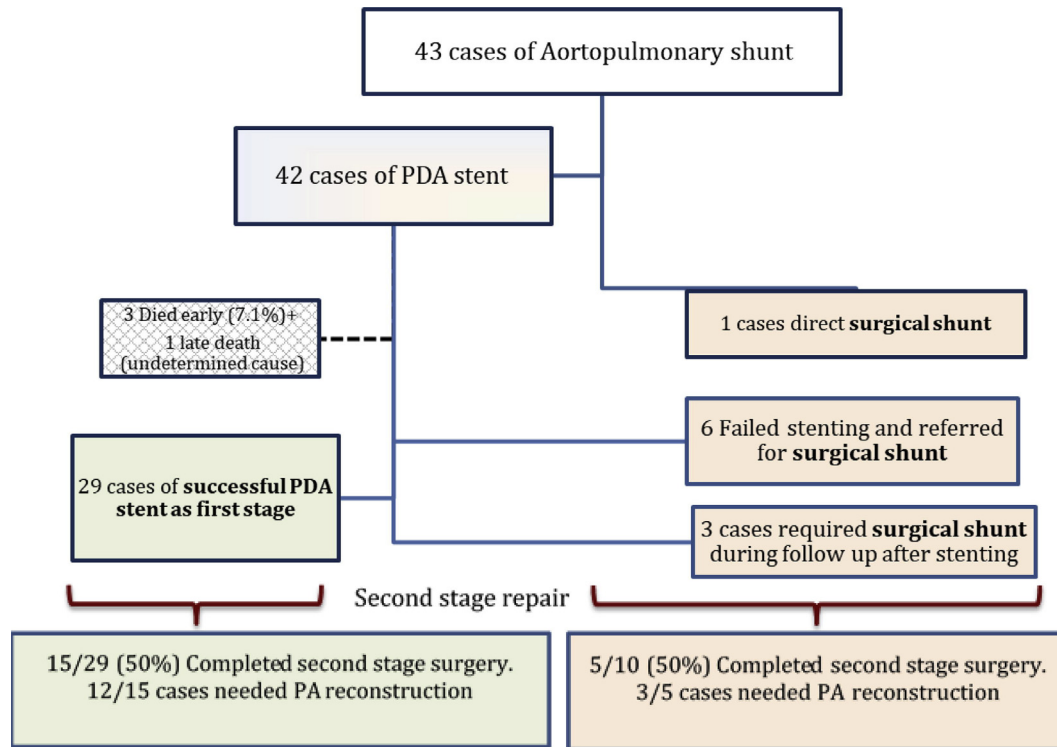 43 cases of Aortopulmonary shunt
42 cases of PDA stent
3 Died early (7.1%)+
1 late death
(undetermined cause)
1 cases direct surgical shunt
6 Failed stenting and referred
for surgical shunt
29 cases of successful PDA
stent as first stage
3 cases required surgical shunt
during follow up after stenting
Second stage repair
15/29 (50%) Completed second stage surgery.
12/15 cases needed PA reconstruction
5/10 (50%) Completed second stage surgery.
3/5 cases needed PA reconstruction